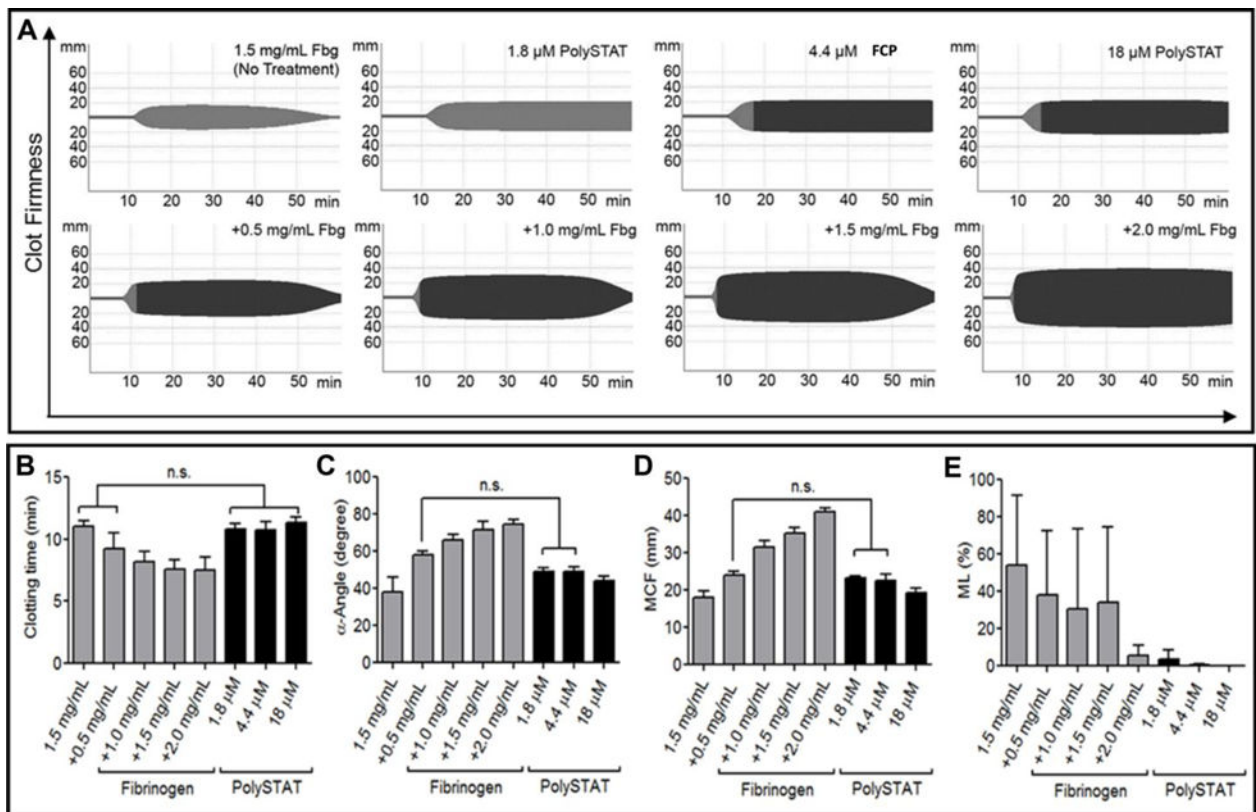 A
Clot Firmness
mm
60
40
20
20
40
60
1.5 mg/mL Fbg
(No Treatment)
10 20 30 40 50 min
mm
60
40
20
20
40
60
1.8 µM PolySTAT
10 20 30 40 50 min
mm
60
40
20
20
40
60
4.4 µM FCP
10 20 30 40 50 min
mm
60
40
20
20
40
60
18 µM PolySTAT
10 20 30 40 50 min
mm
60
40
20
20
40
60
+0.5 mg/mL Fbg
10 20 30 40 50 min
mm
60
40
20
20
40
60
+1.0 mg/mL Fbg
10 20 30 40 50 min
mm
60
40
20
20
40
60
+1.5 mg/mL Fbg
10 20 30 40 50 min
mm
60
40
20
20
40
60
+2.0 mg/mL Fbg
10 20 30 40 50 min
B
n.s.
Clotting time (min)
15
10
5
0
1.5 mg/mL
+0.5 mg/mL
+1.0 mg/mL
+1.5 mg/mL
+2.0 mg/mL
1.8 µM
4.4 µM
18 µM
Fibrinogen PolySTAT
C
n.s.
α-Angle (degree)
100
80
60
40
20
0
1.5 mg/mL
+0.5 mg/mL
+1.0 mg/mL
+1.5 mg/mL
+2.0 mg/mL
1.8 µM
4.4 µM
18 µM
Fibrinogen PolySTAT
D
n.s.
MCF (mm)
50
40
30
20
10
0
1.5 mg/mL
+0.5 mg/mL
+1.0 mg/mL
+1.5 mg/mL
+2.0 mg/mL
1.8 µM
4.4 µM
18 µM
Fibrinogen PolySTAT
E
ML (%)
100
80
60
40
20
0
1.5 mg/mL
+0.5 mg/mL
+1.0 mg/mL
+1.5 mg/mL
+2.0 mg/mL
1.8 µM
4.4 µM
18 µM
Fibrinogen PolySTAT